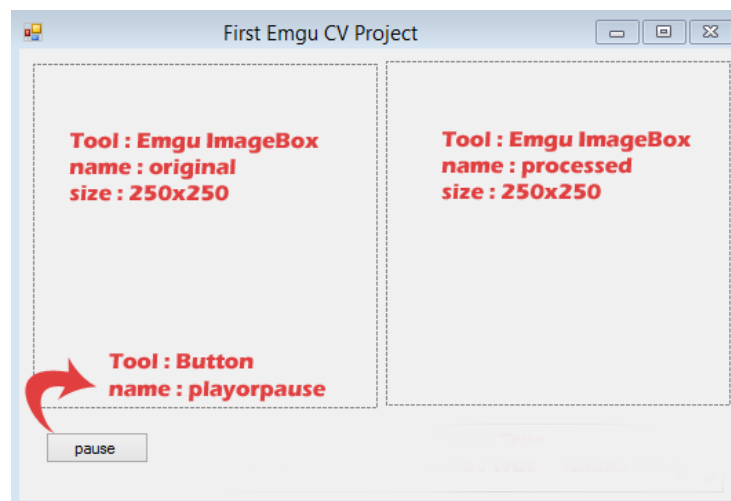 First Emgu CV Project
Tool : Emgu ImageBox
name : original
size : 250x250
Tool : Emgu ImageBox
name : processed
size : 250x250
Tool : Button
name : playorpause
pause